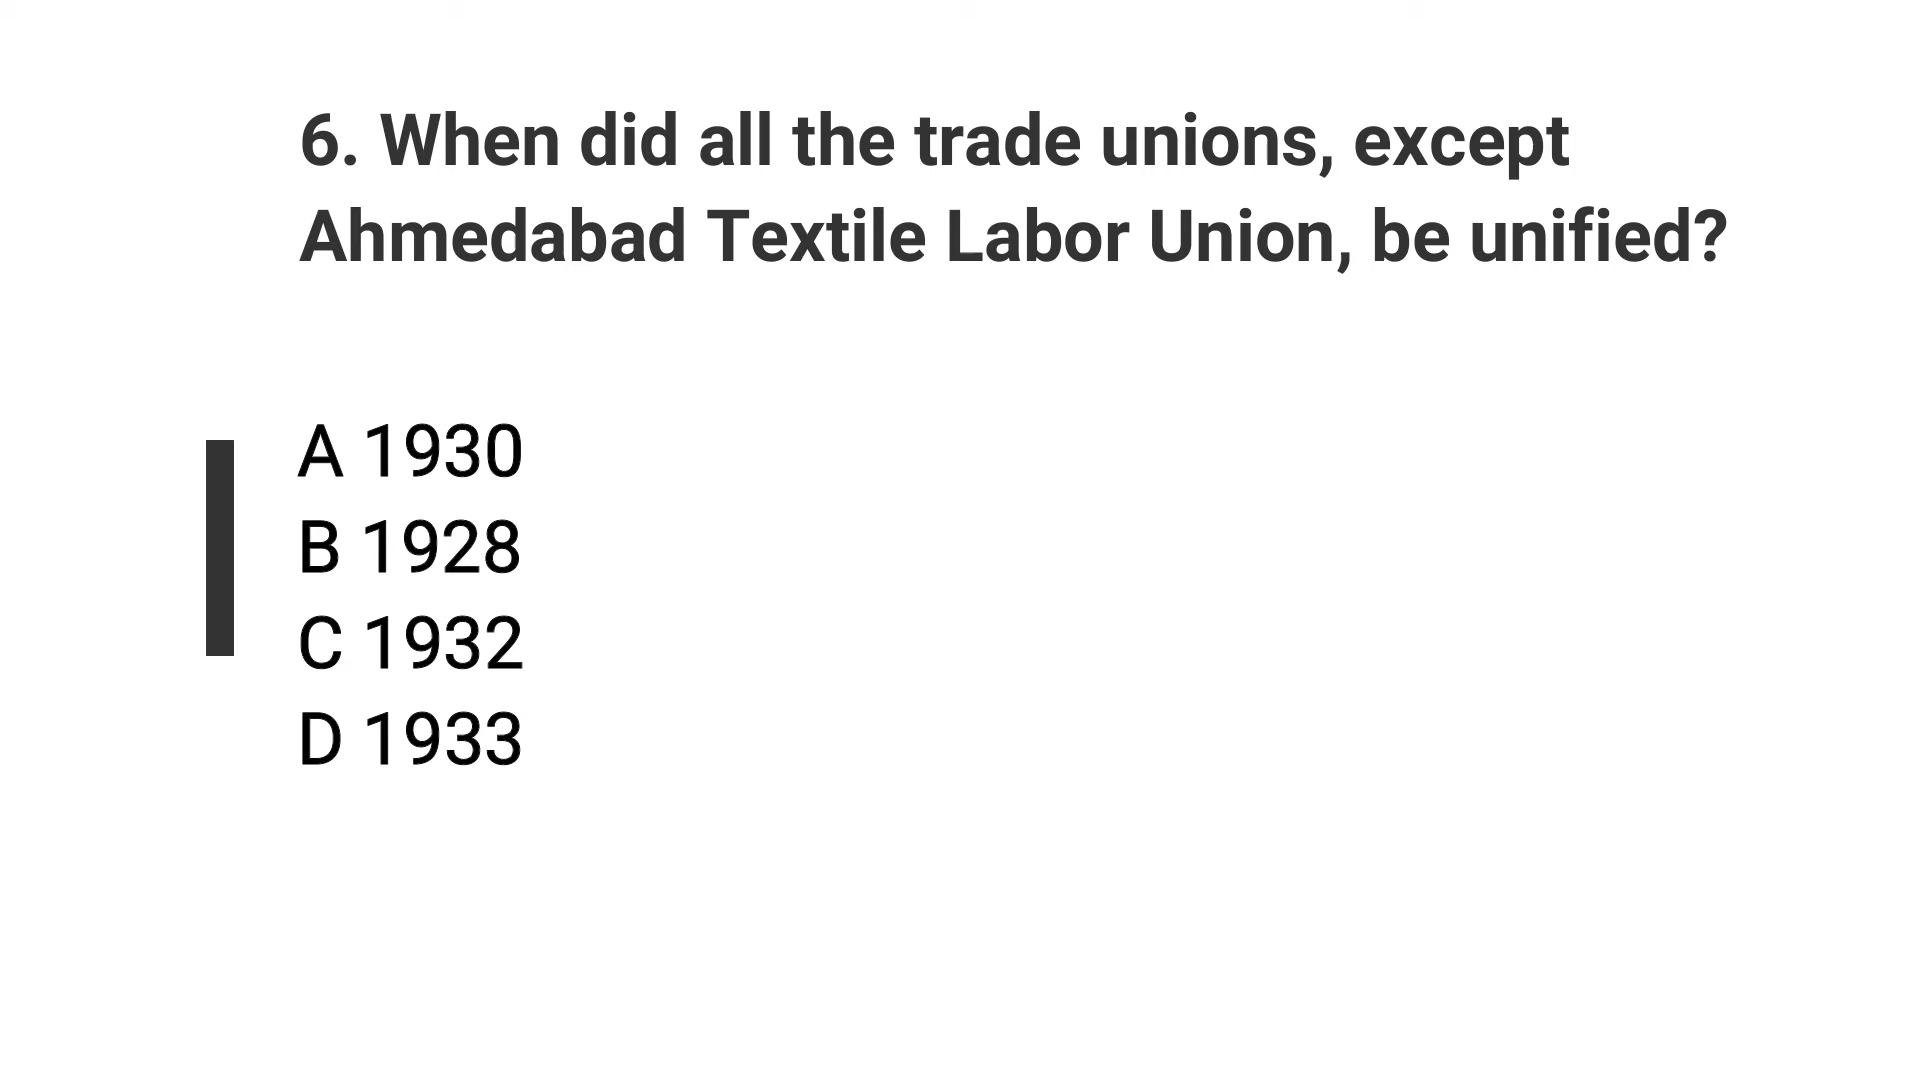 6. When did all the trade unions, except
Ahmedabad Textile Labor Union, be unified?
A 1930
B 1928
C 1932
D 1933